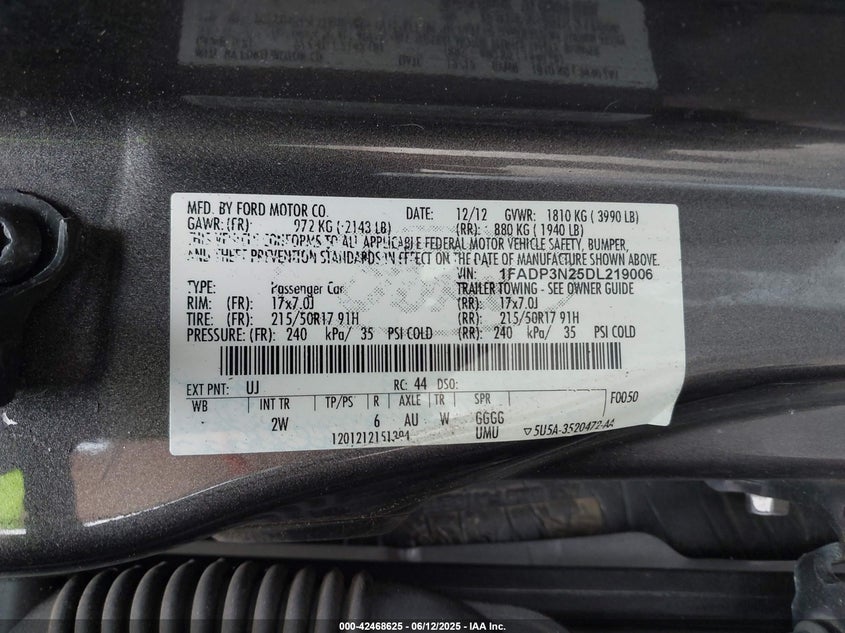 MFD. BY FORD MOTOR CO. DATE: 12/12 GVWR: 1810 KG ( 3990 LB)
GAWR: (FR): 972 KG ( 2143 LB) (RR): 880 KG ( 1940 LB)
THIS VEHICLE CONFORMS TO ALL APPLICABLE FEDERAL MOTOR VEHICLE SAFETY, BUMPER,
AND THEFT PREVENTION STANDARDS IN EFFECT ON THE DATE OF MANUFACTURE SHOWN ABOVE.
VIN: 1FADP3N25DL219006
TYPE: Passenger Car TRAILER TOWING - SEE OWNER GUIDE
RIM: (FR): 17x7.0J (RR): 17x7.0J
TIRE: (FR): 215/50R17 91H (RR): 215/50R17 91H
PRESSURE: (FR): 240 kPa/ 35 PSI COLD (RR): 240 kPa/ 35 PSI COLD
EXT PNT: UJ RC: 44 DSO:
WB INT TR TP/PS R AXLE TR SPR F0050
2W 6 AU W GGGG
1201212151394 UMU ▽ 5U5A-3520472-AA
000-42468625 - 06/12/2025 - IAA Inc.